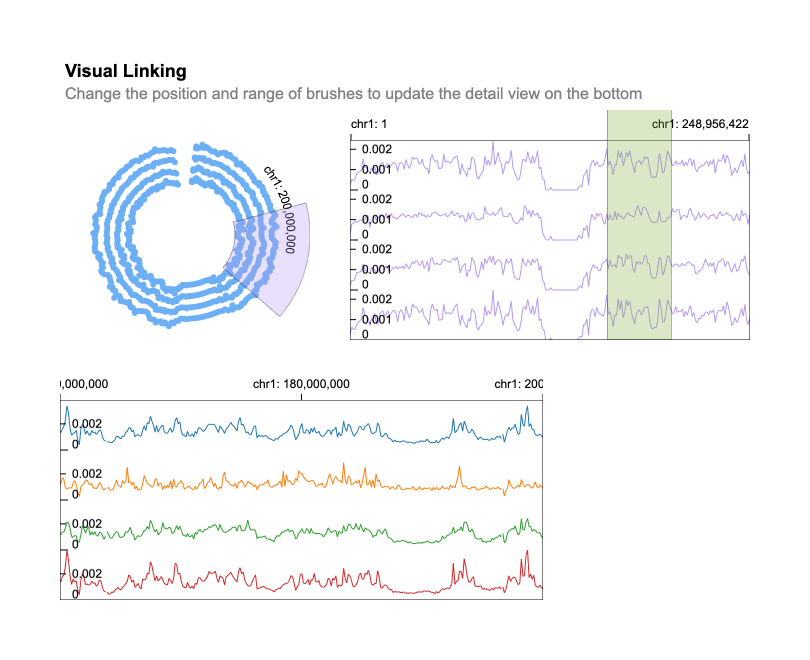 Visual Linking
Change the position and range of brushes to update the detail view on the bottom
chr1: 200,000,000
chr1: 1
chr1: 248,956,422
0.002
0.001
0
0.002
0.001
0.002
0.001
0
0.002
0.001
0
),000,000
chr1: 180,000,000
chr1: 200
0.002
0
0.002
0
0.002
0
0.002
0